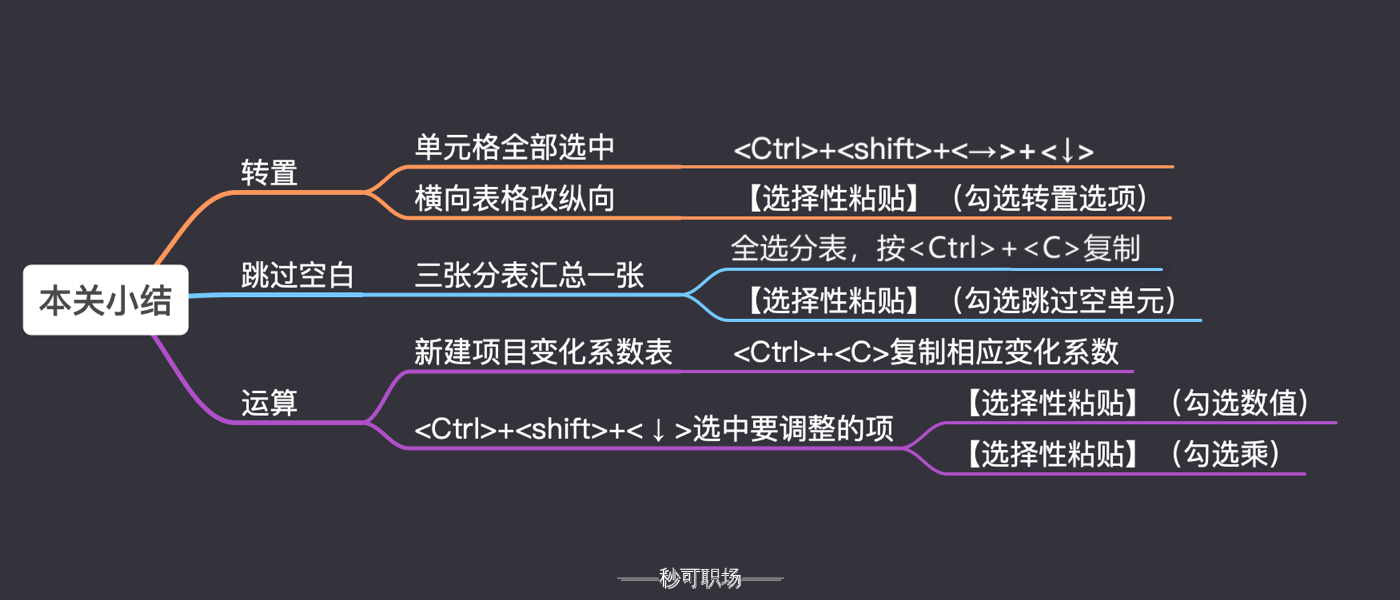 本关小结
转置
单元格全部选中
<Ctrl>+<shift>+<→>+<↓>
横向表格改纵向
【选择性粘贴】（勾选转置选项）
跳过空白
三张分表汇总一张
全选分表，按<Ctrl>+<C>复制
【选择性粘贴】（勾选跳过空单元）
运算
新建项目变化系数表
<Ctrl>+<C>复制相应变化系数
<Ctrl>+<shift>+<↓>选中要调整的项
【选择性粘贴】（勾选数值）
【选择性粘贴】（勾选乘）
秒可职场